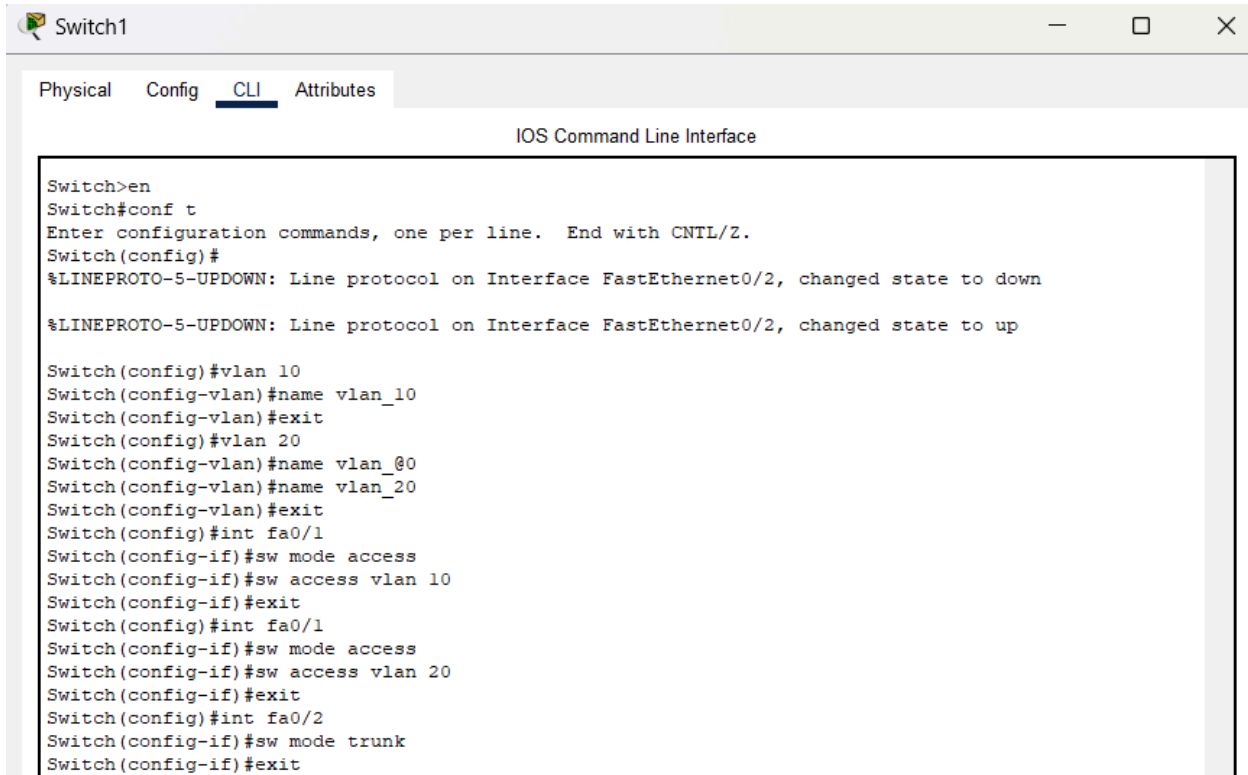 Switch1
Physical Config CLI Attributes
IOS Command Line Interface
Switch>en
Switch#conf t
Enter configuration commands, one per line.  End with CNTL/Z.
Switch(config)#
%LINEPROTO-5-UPDOWN: Line protocol on Interface FastEthernet0/2, changed state to down
%LINEPROTO-5-UPDOWN: Line protocol on Interface FastEthernet0/2, changed state to up
Switch(config)#vlan 10
Switch(config-vlan)#name vlan_10
Switch(config-vlan)#exit
Switch(config)#vlan 20
Switch(config-vlan)#name vlan_@0
Switch(config-vlan)#name vlan_20
Switch(config-vlan)#exit
Switch(config)#int fa0/1
Switch(config-if)#sw mode access
Switch(config-if)#sw access vlan 10
Switch(config-if)#exit
Switch(config)#int fa0/1
Switch(config-if)#sw mode access
Switch(config-if)#sw access vlan 20
Switch(config-if)#exit
Switch(config)#int fa0/2
Switch(config-if)#sw mode trunk
Switch(config-if)#exit